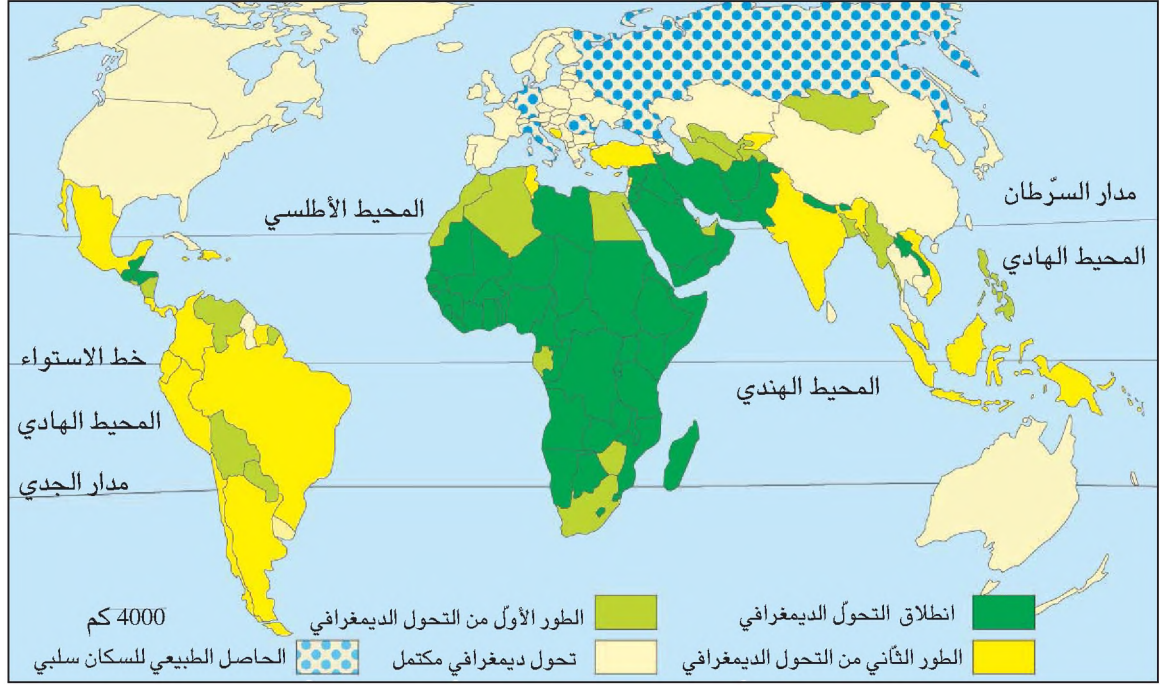 مدار السرّطان
المحيط الأطلسي
المحيط الهادي
خط الاستواء
المحيط الهندي
المحيط الهادي
مدار الجدي
انطلاق التحوّل الديمغرافي
الطور الأوّل من التحول الديمغرافي
4000 كم
الطور الثّاني من التحول الديمغرافي
تحول ديمغرافي مكتمل
الحاصل الطبيعي للسكان سلبي